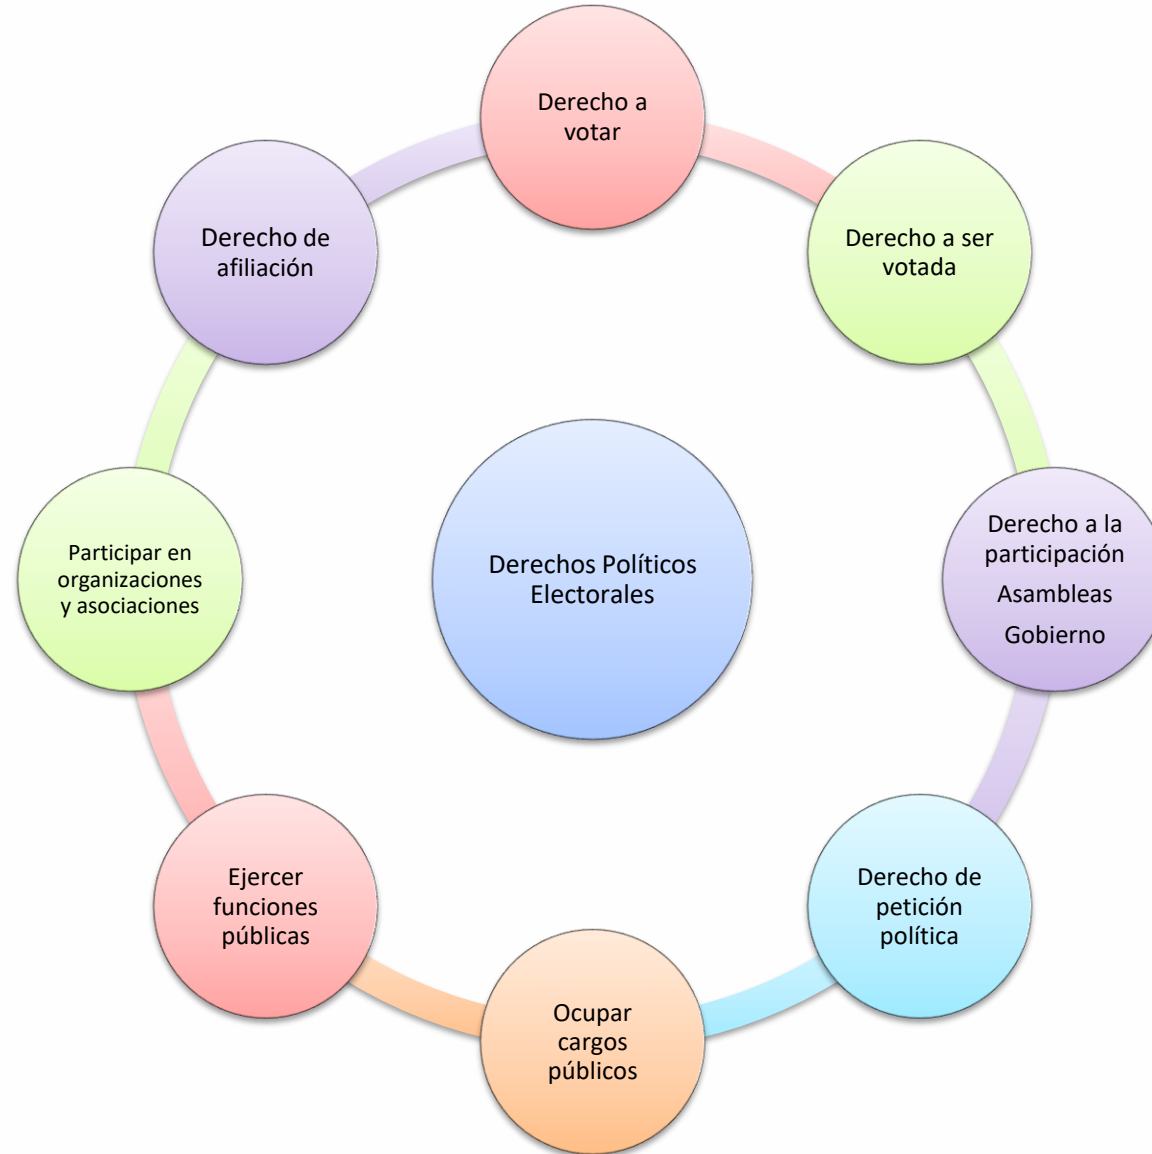 Derecho a
votar
Derecho a ser
votada
Derecho a la
participación
Asambleas
Gobierno
Derecho de
petición
política
Ocupar
cargos
públicos
Ejercer
funciones
públicas
Participar en
organizaciones
y asociaciones
Derecho de
afiliación
Derechos Políticos
Electorales